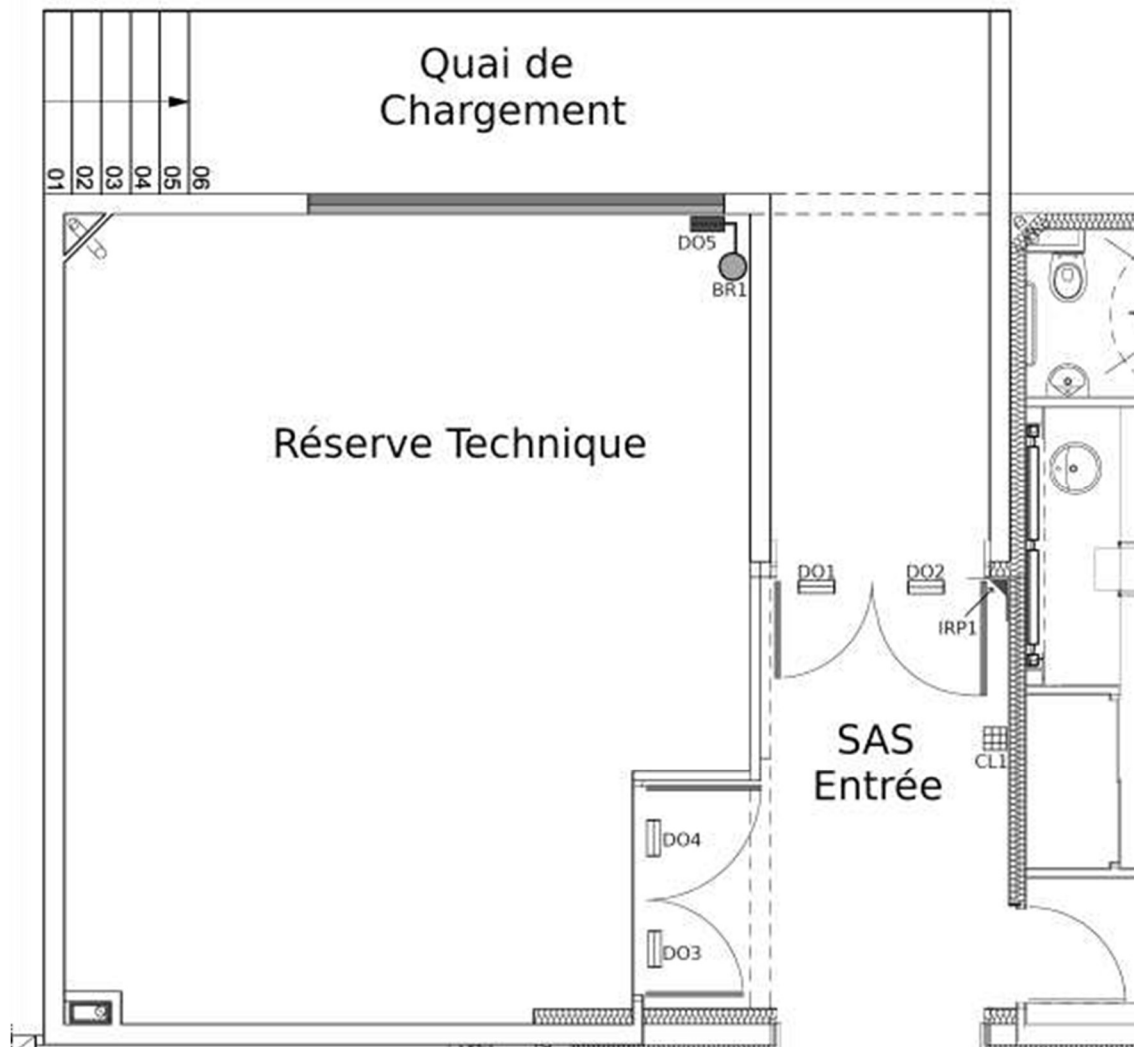 Quai de
Chargement
01 02 03 04 05 06
DO5
BR1
Réserve Technique
DO1
DO2
IRP1
SAS
Entrée
CL1
DO4
DO3